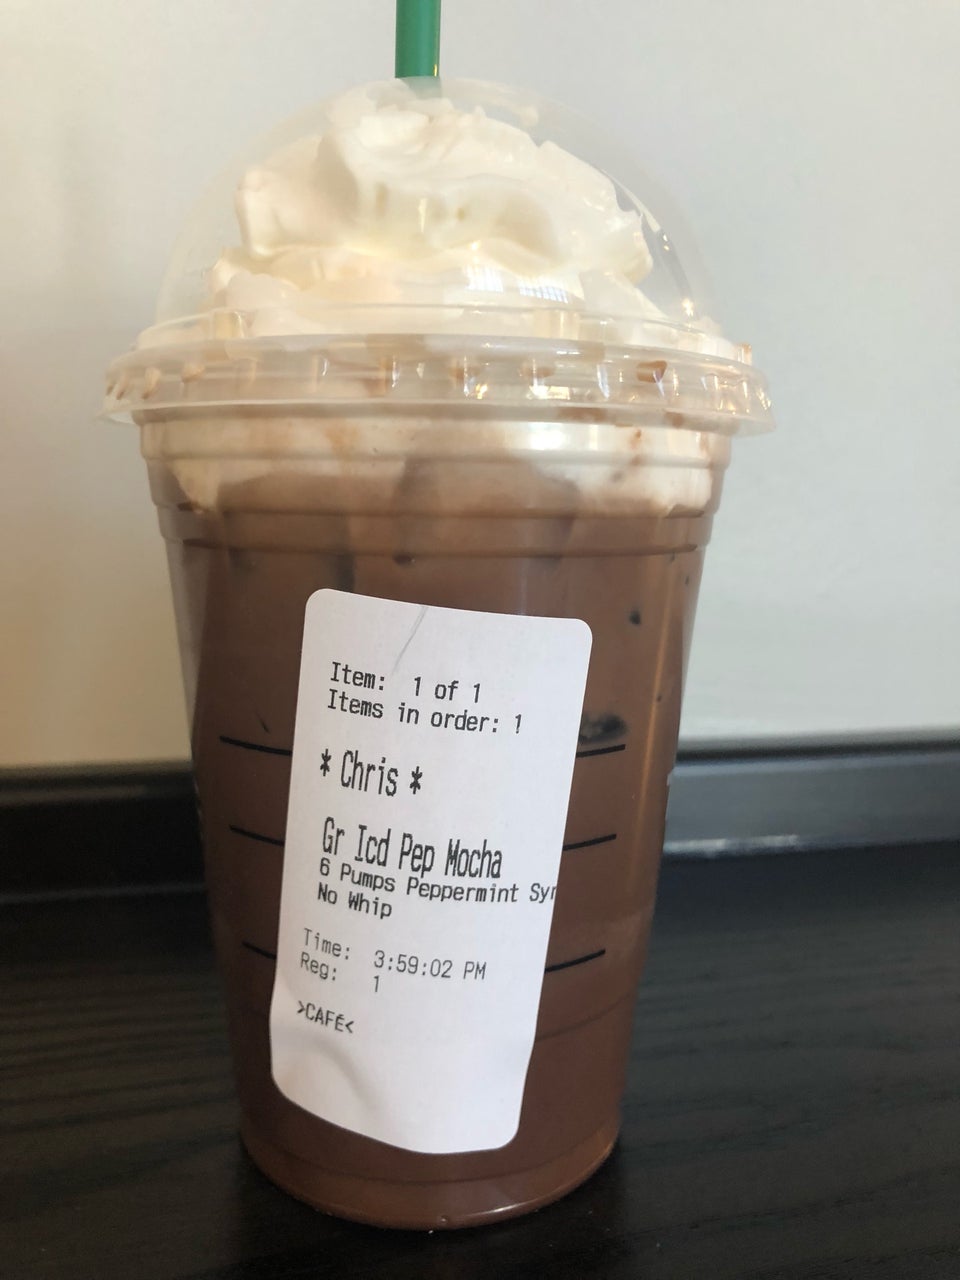 Item: 1 of 1
Items in order: 1
* Chris *
Gr Icd Pep Mocha
6 Pumps Peppermint Syr
No Whip
Time: 3:59:02 PM
Reg: 1
>CAFÉ<